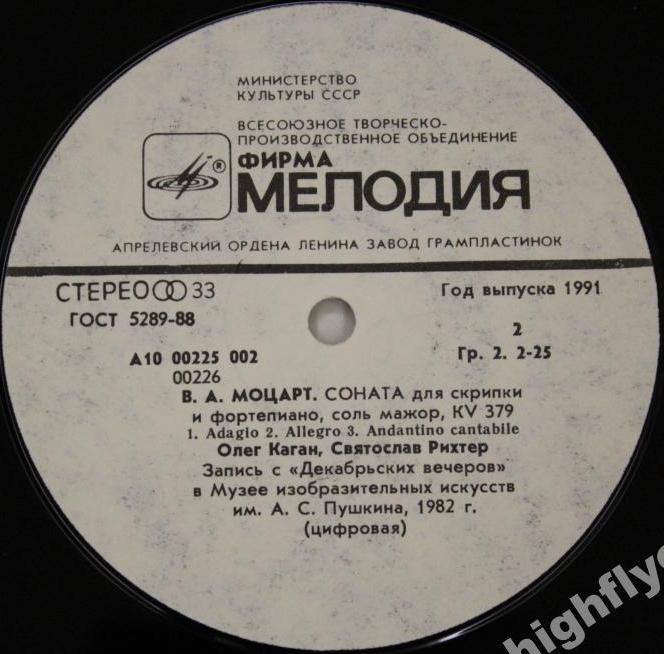 МИНИСТЕРСТВО
КУЛЬТУРЫ СССР
ВСЕСОЮЗНОЕ ТВОРЧЕСКО-
ПРОИЗВОДСТВЕННОЕ ОБЪЕДИНЕНИЕ
®
ФИРМА
МЕЛОДИЯ
АПРЕЛЕВСКИЙ ОРДЕНА ЛЕНИНА ЗАВОД ГРАМПЛАСТИНОК
СТЕРЕО 33
Год выпуска 1991
ГОСТ 5289-88
2
А10 00225 002
Гр. 2. 2-25
00226
В. А. МОЦАРТ. СОНАТА для скрипки
и фортепиано, соль мажор, KV 379
1. Adagio 2. Allegro 3. Andantino cantabile
Олег Каган, Святослав Рихтер
Запись с «Декабрьских вечеров»
в Музее изобразительных искусств
им. А. С. Пушкина, 1982 г.
(цифровая)